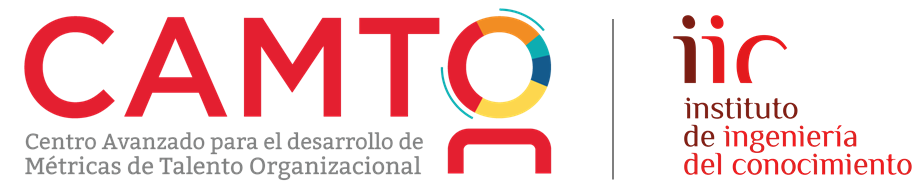 CAMTO
Centro Avanzado para el desarrollo de
Métricas de Talento Organizacional
iic
instituto
de ingeniería
del conocimiento